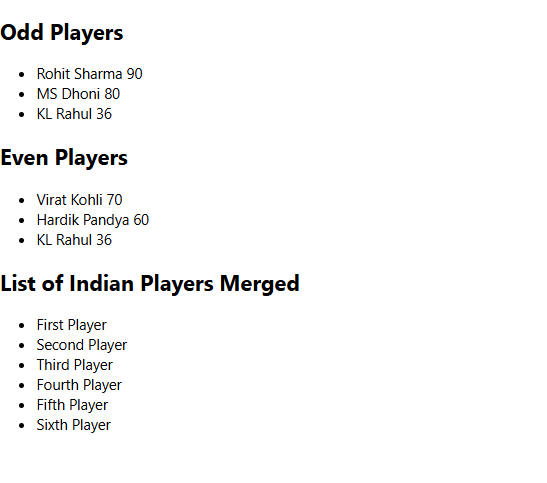 Odd Players
Rohit Sharma 90
MS Dhoni 80
KL Rahul 36
Even Players
Virat Kohli 70
Hardik Pandya 60
KL Rahul 36
List of Indian Players Merged
First Player
Second Player
Third Player
Fourth Player
Fifth Player
Sixth Player